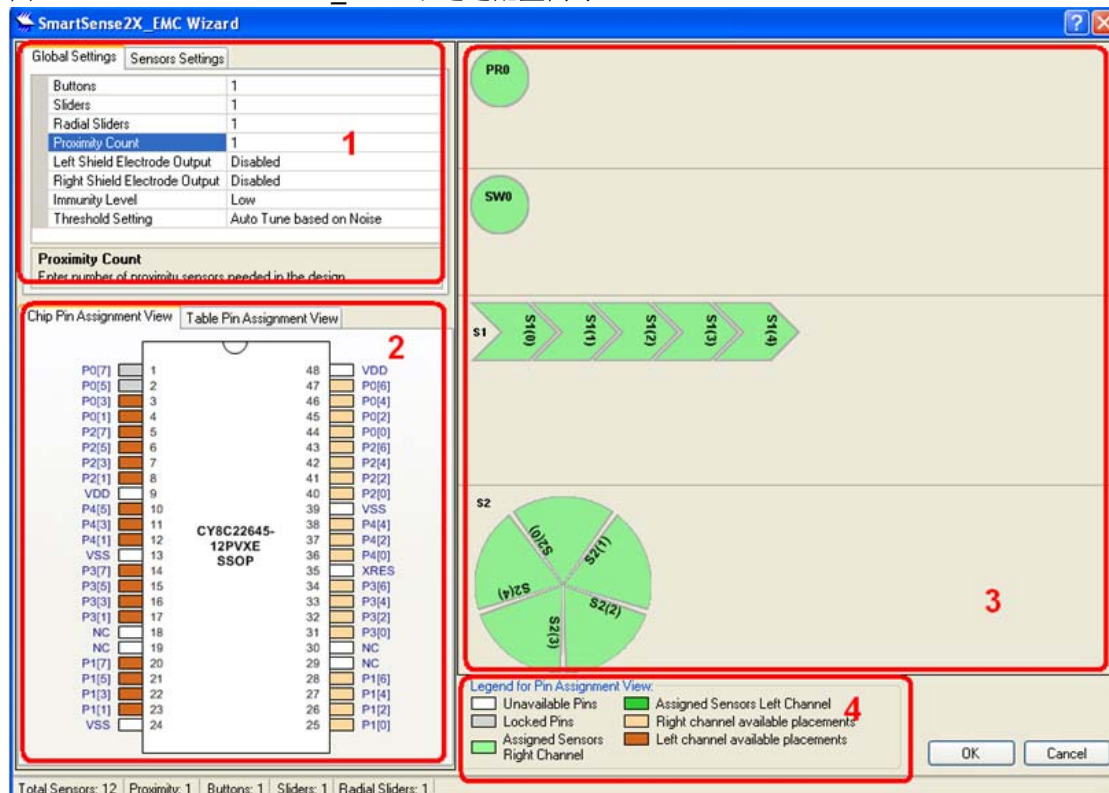 SmartSense2X_EMC Wizard
Global Settings Sensors Settings
Buttons 1
Sliders 1
Radial Sliders 1
Proximity Count 1
Left Shield Electrode Output Disabled
Right Shield Electrode Output Disabled
Immunity Level Low
Threshold Setting Auto Tune based on Noise
1
Proximity Count
Enter number of proximity sensors needed in the design
Chip Pin Assignment View Table Pin Assignment View
2
P0[7] 1 48 VDD
P0[5] 2 47 P0[6]
P0[3] 3 46 P0[4]
P0[1] 4 45 P0[2]
P2[7] 5 44 P0[0]
P2[5] 6 43 P2[6]
P2[3] 7 42 P2[4]
P2[1] 8 41 P2[2]
VDD 9 40 P2[0]
P4[5] 10 39 VSS
P4[3] 11 38 P4[4]
P4[1] 12 37 P4[2]
VSS 13 36 P4[0]
P3[7] 14 35 XRES
P3[5] 15 34 P3[6]
P3[3] 16 33 P3[4]
P3[1] 17 32 P3[2]
NC 18 31 P3[0]
NC 19 30 NC
P1[7] 20 29 NC
P1[5] 21 28 P1[6]
P1[3] 22 27 P1[4]
P1[1] 23 26 P1[2]
VSS 24 25 P1[0]
CY8C22645-
12PVXE
SSOP
PR0
SW0
S1 S1(0) S1(1) S1(2) S1(3) S1(4)
S2
S2(0) S2(1)
S2(4) S2(2)
S2(3)
3
Legend for Pin Assignment View:
Unavailable Pins Assigned Sensors Left Channel
Locked Pins Right channel available placements
Assigned Sensors Right Channel Left channel available placements
4
OK Cancel
Total Sensors: 12 Proximity: 1 Buttons: 1 Sliders: 1 Radial Sliders: 1